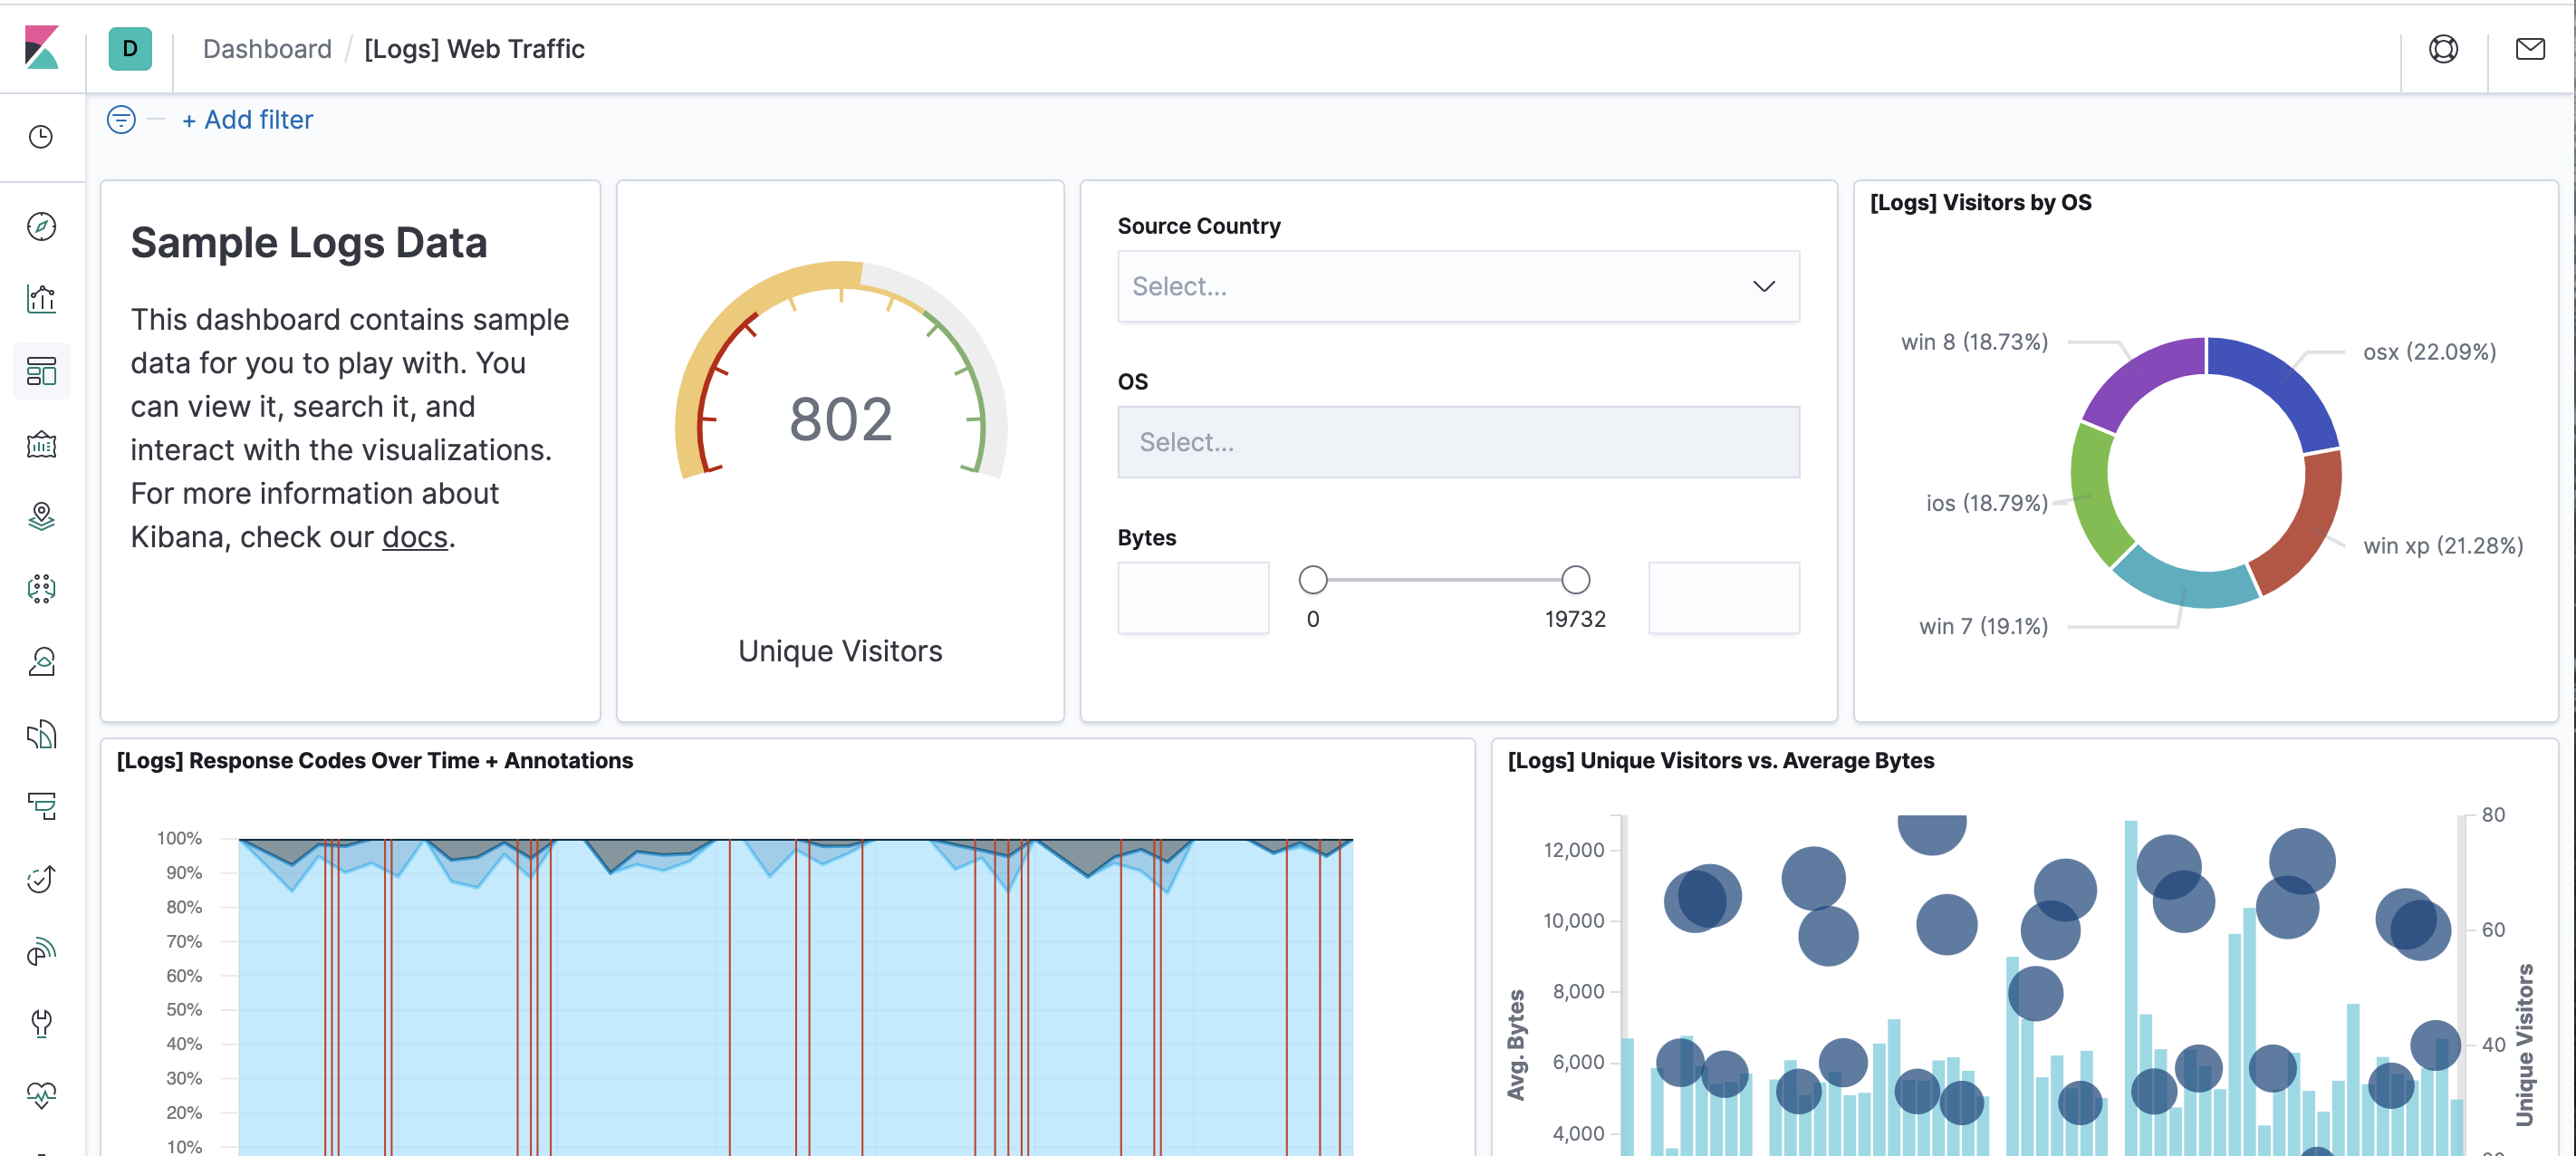 D
Dashboard / [Logs] Web Traffic
+ Add filter
Sample Logs Data
This dashboard contains sample
data for you to play with. You
can view it, search it, and
interact with the visualizations.
For more information about
Kibana, check our docs.
802
Unique Visitors
Source Country
Select...
OS
Select...
Bytes
0
19732
[Logs] Visitors by OS
win 8 (18.73%)
osx (22.09%)
ios (18.79%)
win xp (21.28%)
win 7 (19.1%)
[Logs] Response Codes Over Time + Annotations
100%
90%
80%
70%
60%
50%
40%
30%
20%
10%
[Logs] Unique Visitors vs. Average Bytes
12,000
10,000
8,000
6,000
4,000
Avg. Bytes
80
60
40
Unique Visitors